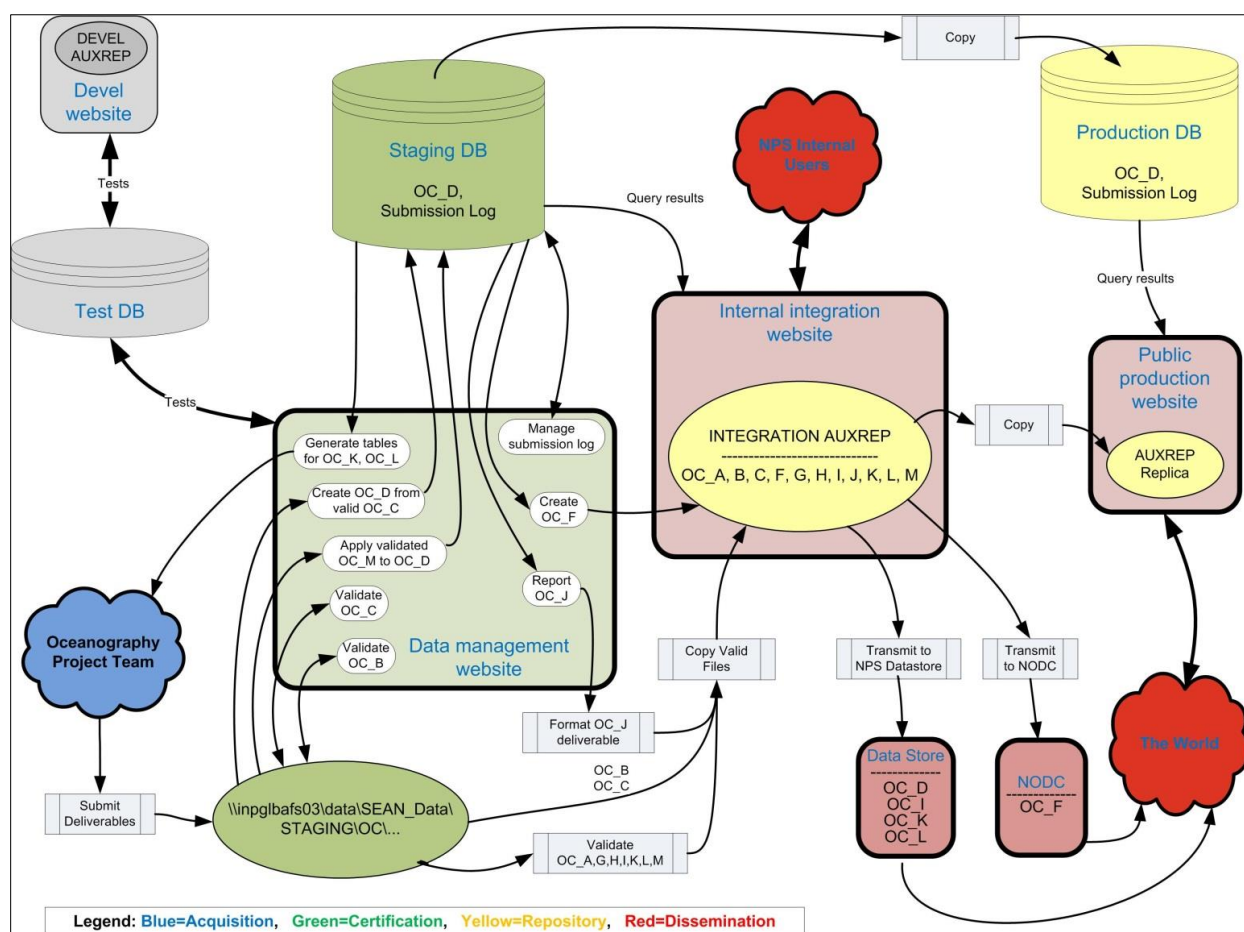 DEVEL
AUXREP
Devel
website
Tests
Test DB
Tests
Staging DB
OC_D,
Submission Log
Copy
Production DB
OC_D,
Submission Log
NPS Internal
Users
Query results
Query results
Internal integration
website
INTEGRATION AUXREP
----------------------------
OC_A, B, C, F, G, H, I, J, K, L, M
Copy
Public
production
website
AUXREP
Replica
Generate tables
for OC_K, OC_L
Manage
submission log
Create OC_D from
valid OC_C
Create
OC_F
Apply validated
OC_M to OC_D
Report
OC_J
Validate
OC_C
Validate
OC_B
Data management
website
Oceanography
Project Team
Submit
Deliverables
\\inpglbafs03\data\SEAN_Data\
STAGING\OC\...
Format OC_J
deliverable
OC_B
OC_C
Validate
OC_A,G,H,I,K,L,M
Copy Valid
Files
Transmit to
NPS Datastore
Transmit
to NODC
Data Store
--------------
OC_D
OC_I
OC_K
OC_L
NODC
----------------
OC_F
The World
Legend: Blue=Acquisition, Green=Certification, Yellow=Repository, Red=Dissemination